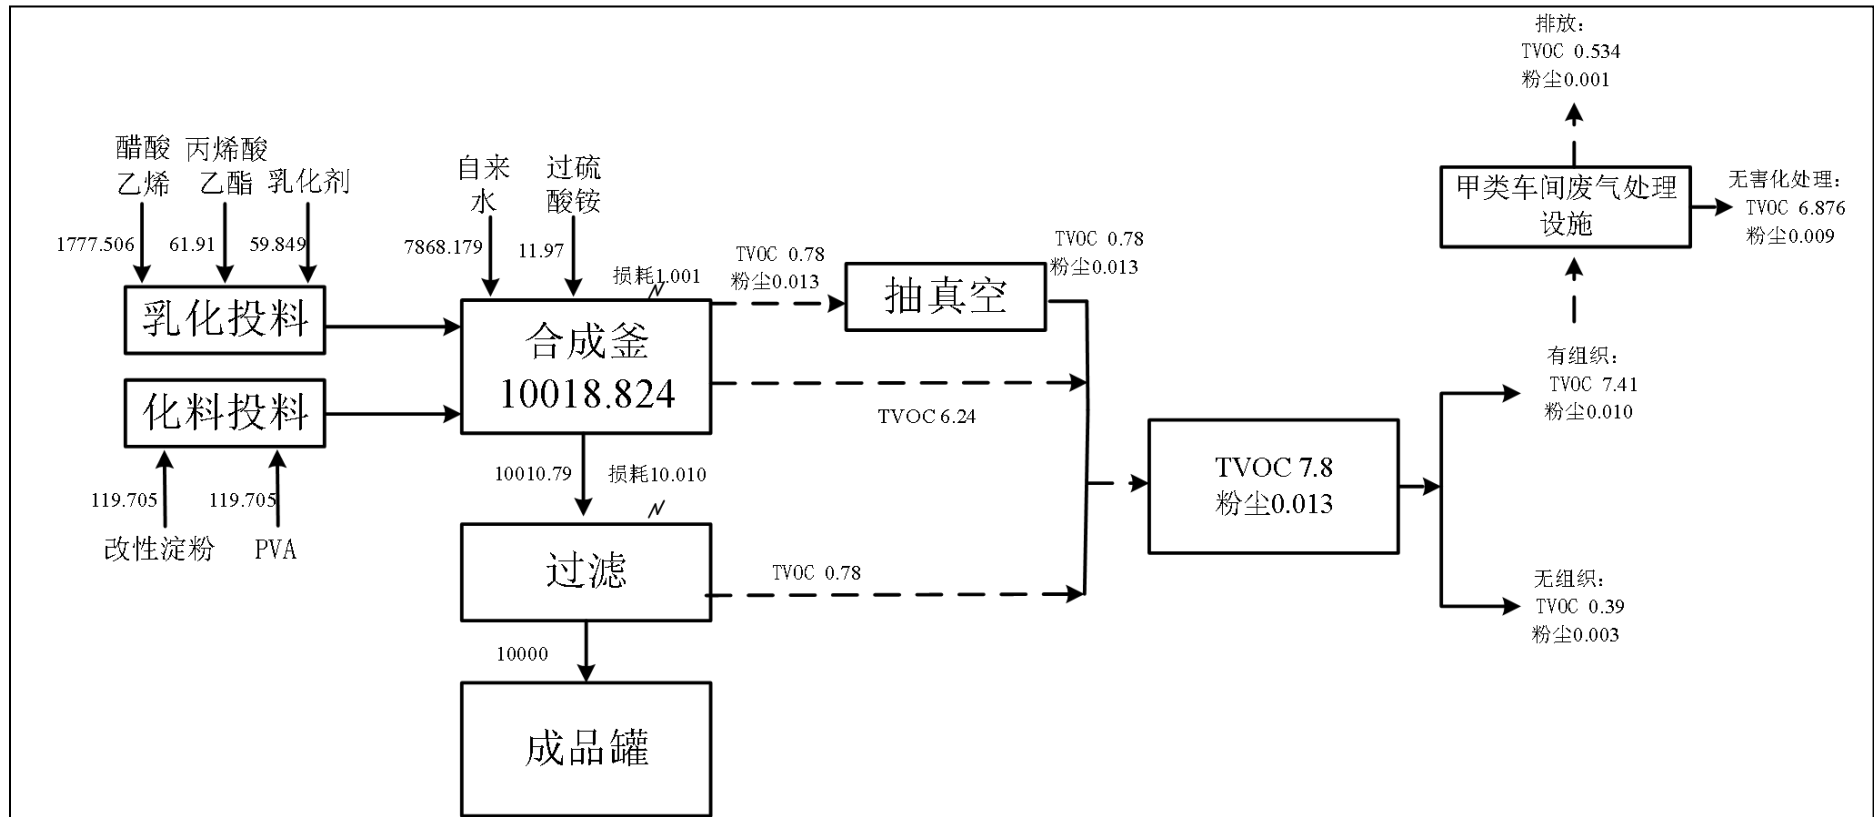 排放：
TVOC 0.534
粉尘0.001
醋酸
乙烯
丙烯酸
乙酯
乳化剂
自来
水
过硫
酸铵
1777.506
61.91
59.849
7868.179
11.97
损耗1.001
TVOC 0.78
粉尘0.013
TVOC 0.78
粉尘0.013
甲类车间废气处理
设施
无害化处理：
TVOC 6.876
粉尘0.009
乳化投料
合成釜
10018.824
抽真空
化料投料
TVOC 6.24
有组织：
TVOC 7.41
粉尘0.010
119.705
119.705
改性淀粉
PVA
10010.79
损耗10.010
TVOC 7.8
粉尘0.013
过滤
TVOC 0.78
无组织：
TVOC 0.39
粉尘0.003
10000
成品罐